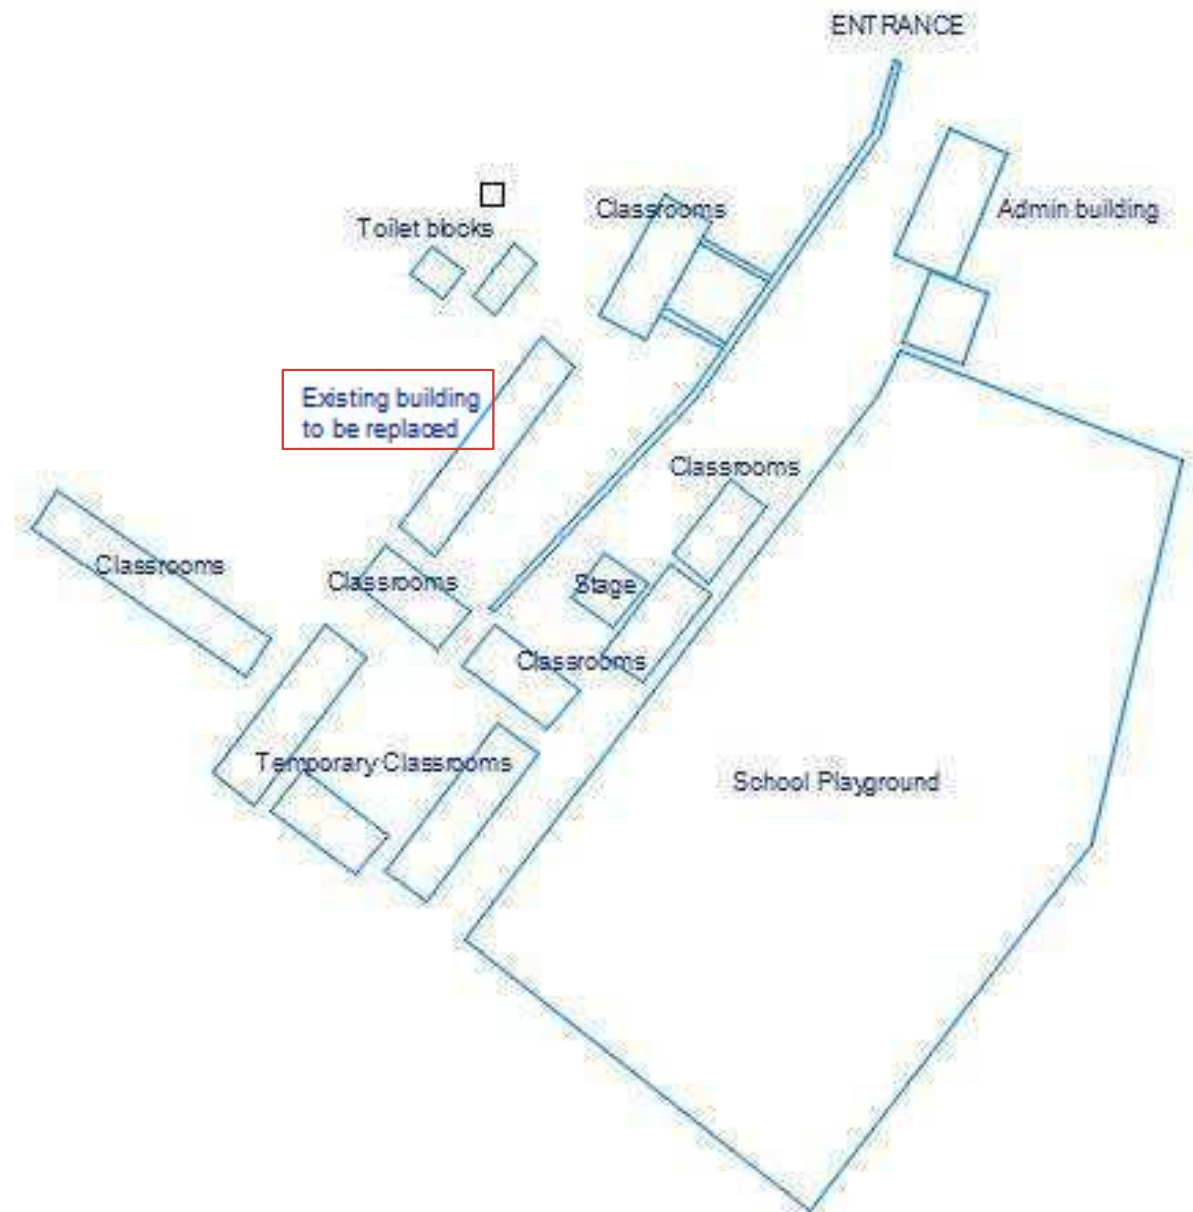 ENTRANCE
Classrooms
Admin building
Toilet blocks
Existing building
to be replaced
Classrooms
Classrooms
Classrooms
Stage
Classrooms
Temporary Classrooms
School Playground